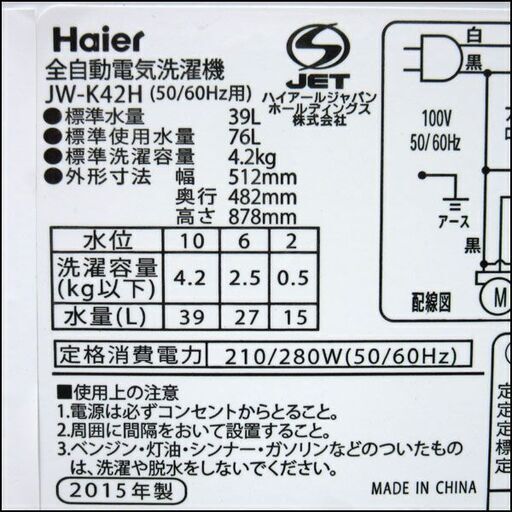 Haier
全自動電気洗濯機
JW-K42H (50/60Hz用)
●標準水量 39L
●標準使用水量 76L
●標準洗濯容量 4.2kg
●外形寸法 幅 512mm
奥行 482mm
高さ 878mm
S
JET
ハイアールジャパン
ホールディングス
株式会社
白
黒
100V
50/60Hz
アース
黒
配線図
M
水位 10 6 2
洗濯容量
(kg以下) 4.2 2.5 0.5
水量(L) 39 27 15
定格消費電力 210/280W(50/60Hz)
■使用上の注意
1.電源は必ずコンセントからとること。
2.周囲に間隔をおいて設置すること。
3.ベンジン・灯油・シンナー・ガソリンなどのついたもの
は、洗濯や脱水をしないでください。
2015年製
MADE IN CHINA
定
定
定
標
定